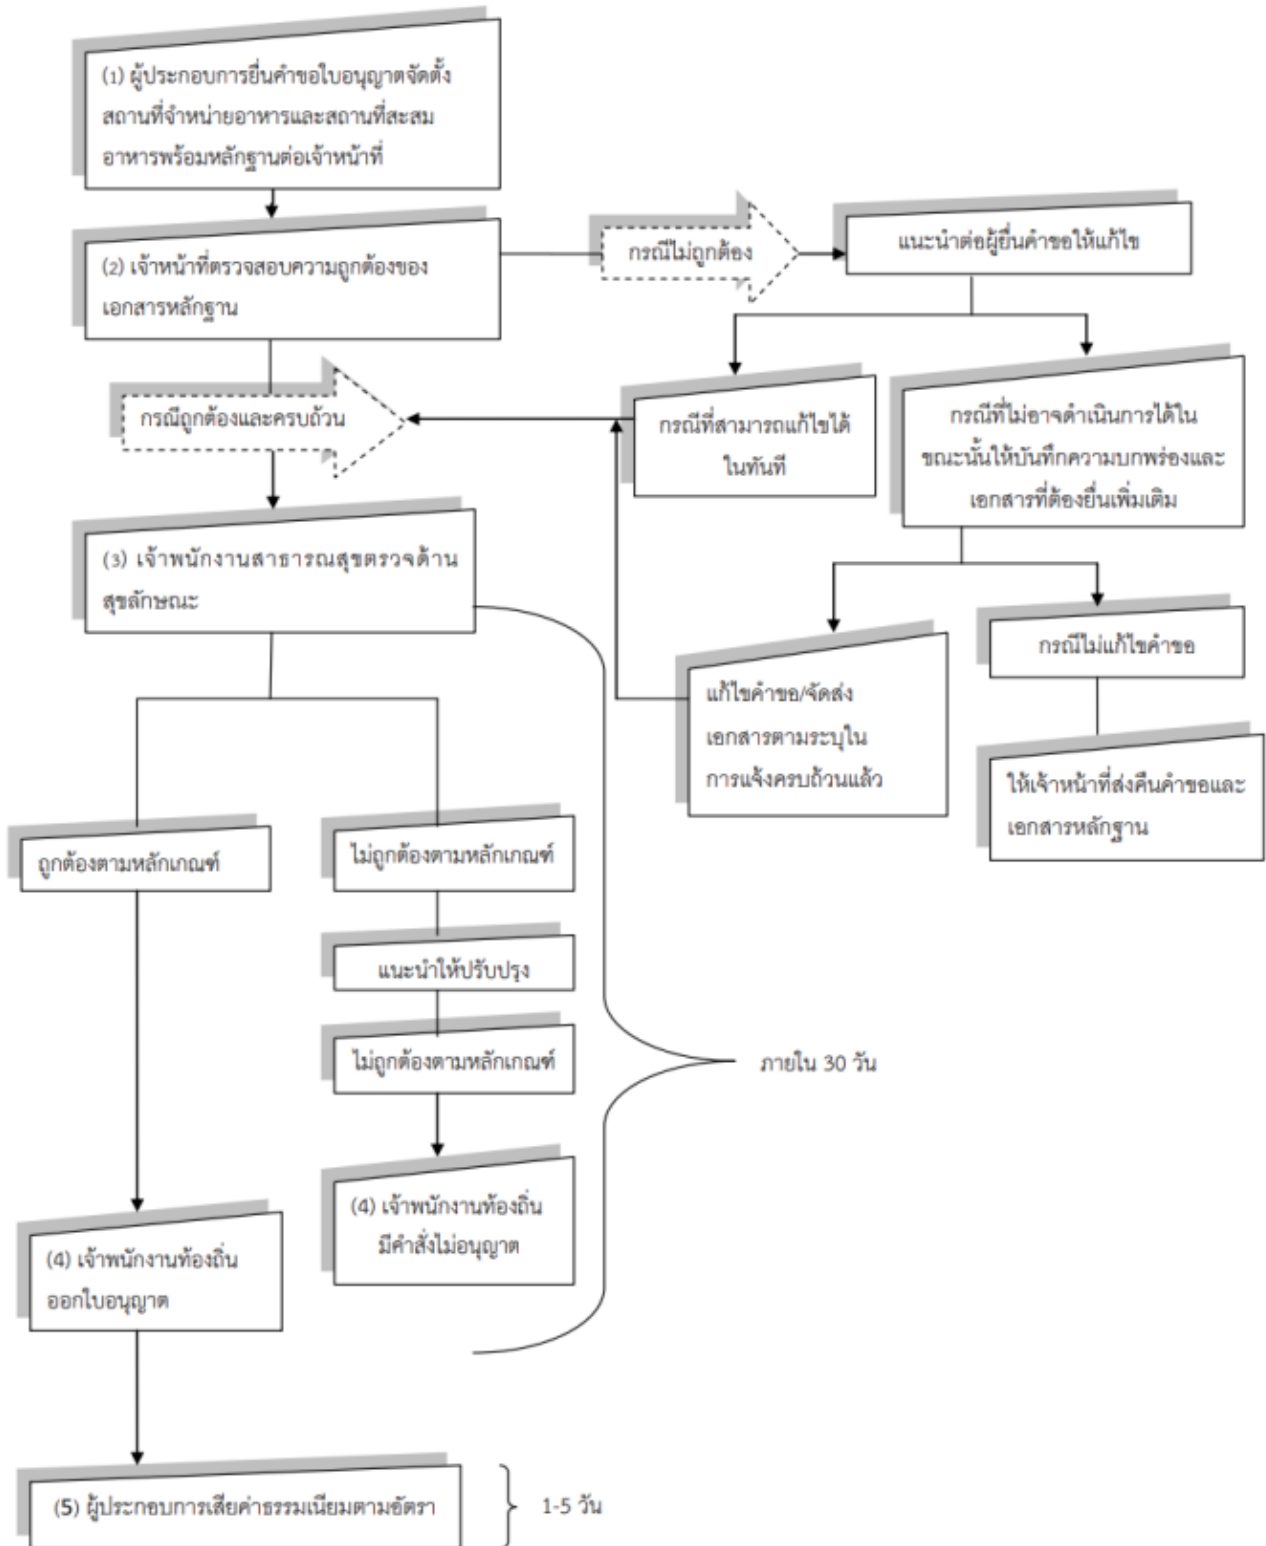 (1) ผู้ประกอบการยื่นคำขอใบอนุญาตจัดตั้ง
สถานที่จำหน่ายอาหารและสถานที่สะสม
อาหารพร้อมหลักฐานต่อเจ้าหน้าที่
(2) เจ้าหน้าที่ตรวจสอบความถูกต้องของ
เอกสารหลักฐาน
กรณีไม่ถูกต้อง
แนะนำต่อผู้ยื่นคำขอให้แก้ไข
กรณีถูกต้องและครบถ้วน
กรณีที่สามารถแก้ไขได้
ในทันที
กรณีที่ไม่อาจดำเนินการได้ใน
ขณะนั้นให้บันทึกความบกพร่องและ
เอกสารที่ต้องยื่นเพิ่มเติม
(3) เจ้าพนักงานสาธารณสุขตรวจด้าน
สุขลักษณะ
แก้ไขคำขอ/จัดส่ง
เอกสารตามระบุใน
การแจ้งครบถ้วนแล้ว
กรณีไม่แก้ไขคำขอ
ให้เจ้าหน้าที่ส่งคืนคำขอและ
เอกสารหลักฐาน
ถูกต้องตามหลักเกณฑ์
ไม่ถูกต้องตามหลักเกณฑ์
แนะนำให้ปรับปรุง
ไม่ถูกต้องตามหลักเกณฑ์
ภายใน 30 วัน
(4) เจ้าพนักงานท้องถิ่น
มีคำสั่งไม่อนุญาต
(4) เจ้าพนักงานท้องถิ่น
ออกใบอนุญาต
(5) ผู้ประกอบการเสียค่าธรรมเนียมตามอัตรา
1-5 วัน